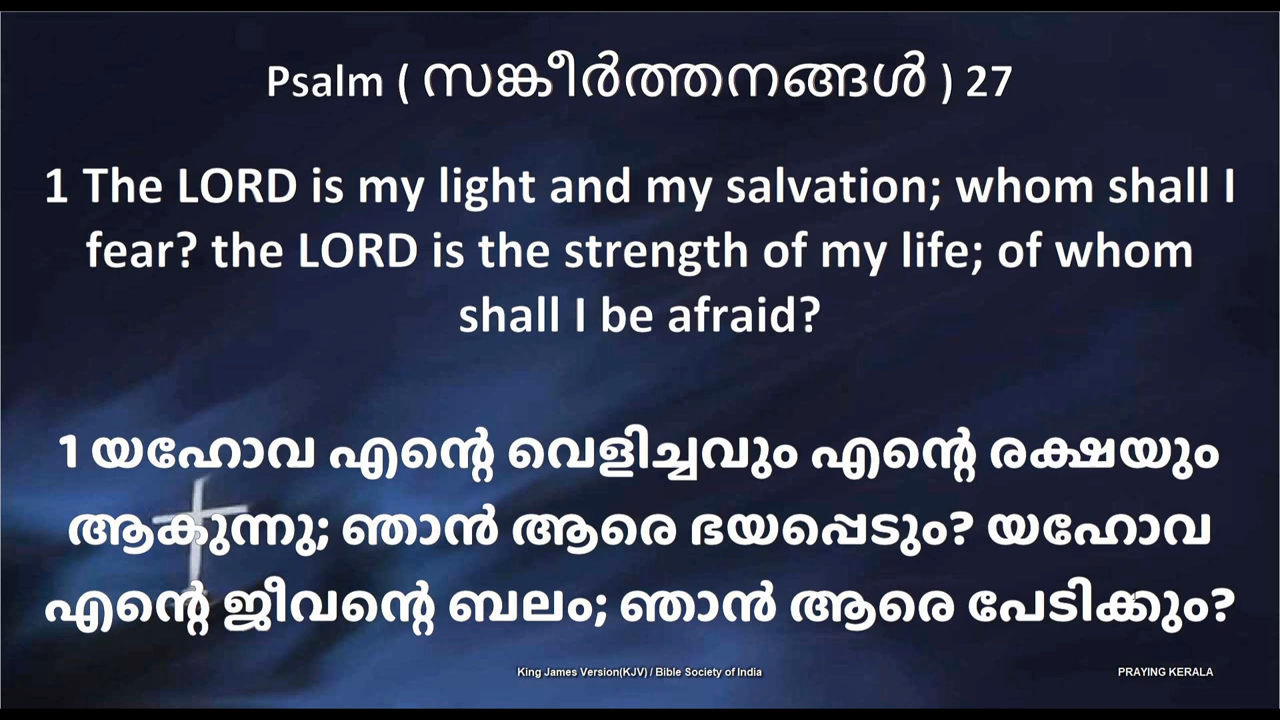 Psalm ( സങ്കീർത്തനങ്ങൾ ) 27
1 The LORD is my light and my salvation; whom shall I
fear? the LORD is the strength of my life; of whom
shall I be afraid?
1 യഹോവ എന്റെ വെളിച്ചവും എന്റെ രക്ഷയും
ആകുന്നു; ഞാൻ ആരെ ഭയപ്പെടും? യഹോവ
എന്റെ ജീവന്റെ ബലം; ഞാൻ ആരെ പേടിക്കും?
King James Version(KJV) / Bible Society of India
PRAYING KERALA